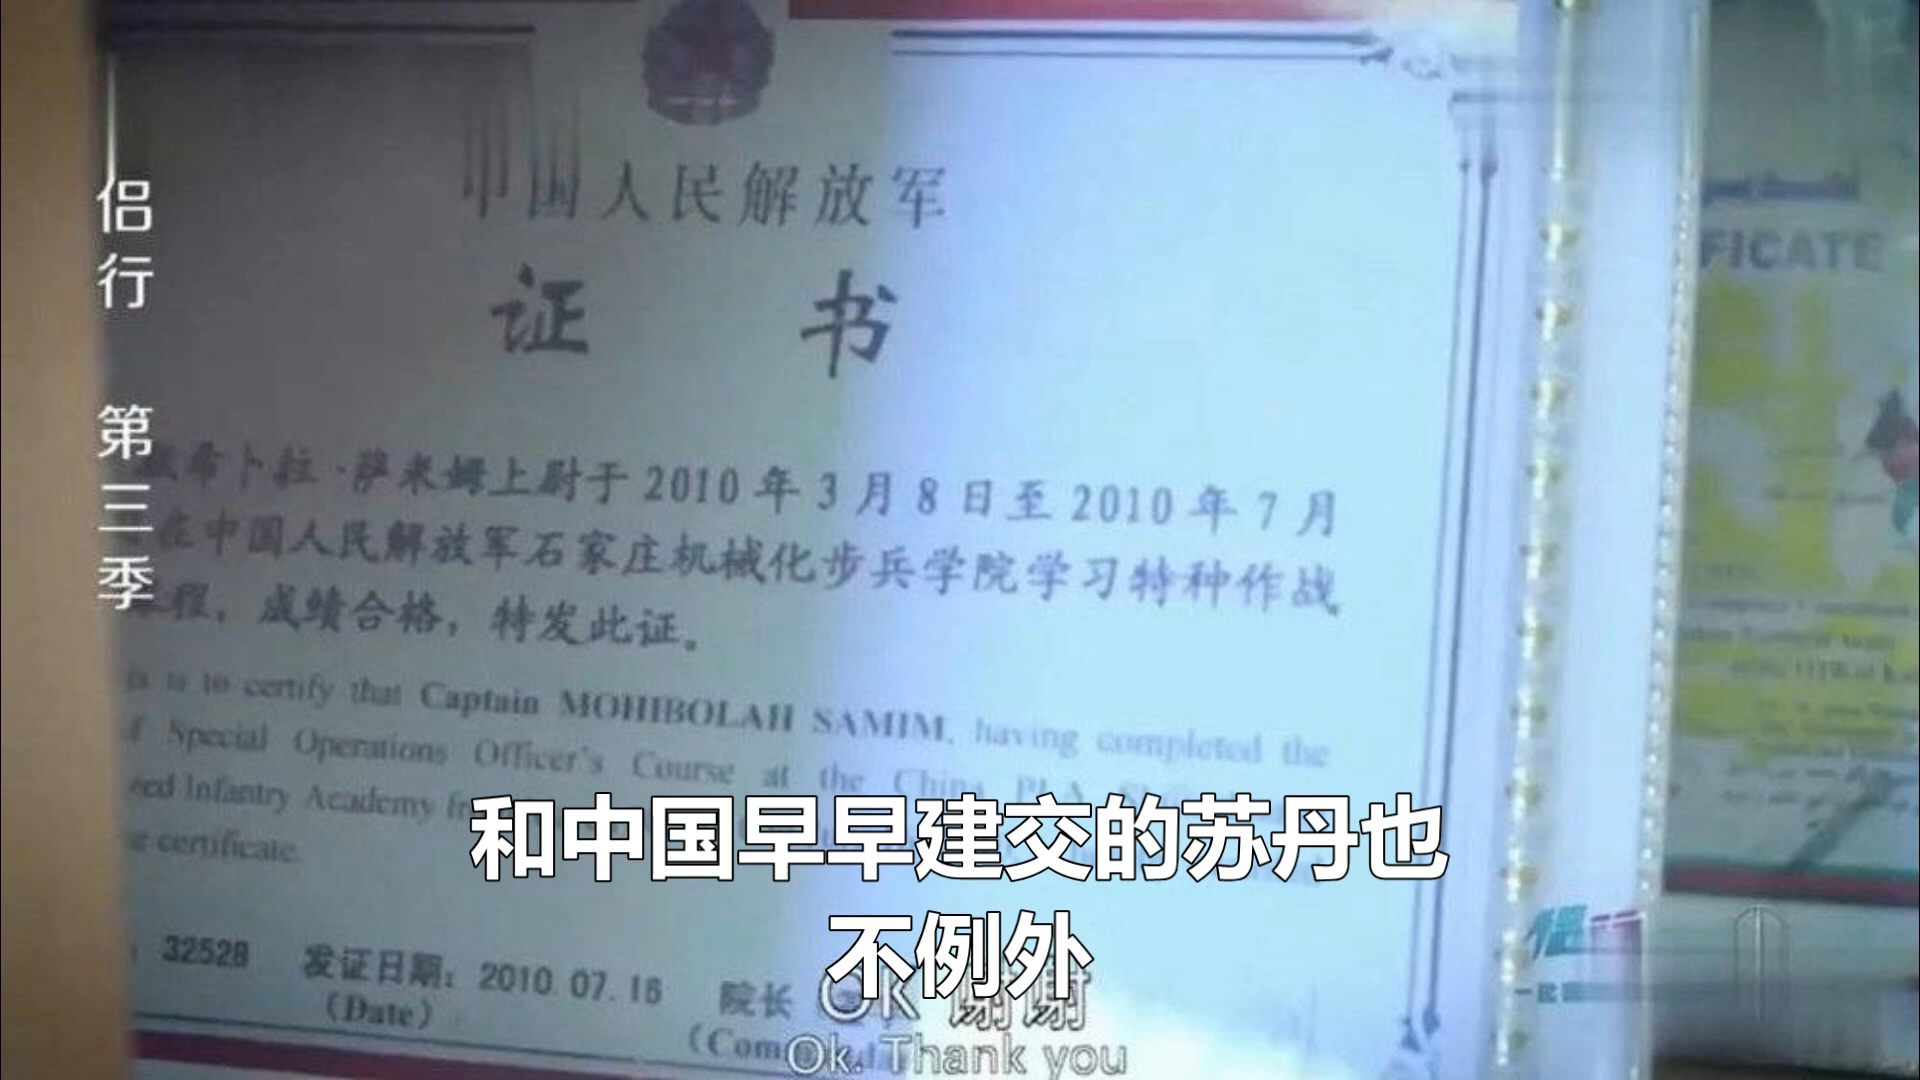 侣行 第三季
中国人民解放军
证 书
希卜拉·萨米姆上尉于2010年3月8日至2010年7月
在中国人民解放军石家庄机械化步兵学院学习特种作战
程，成绩合格，特发此证。
is to certify that Captain MOHIBOLAH SAMIM, having completed the
Special Operations Officer's Course at the China PLA
Infantry Academy
certificate.
和中国早早建交的苏丹也
不例外
32528 发证日期: 2010.07.16 院长
(Date)
OK 谢谢
Ok. Thank you
FICATE
侣行